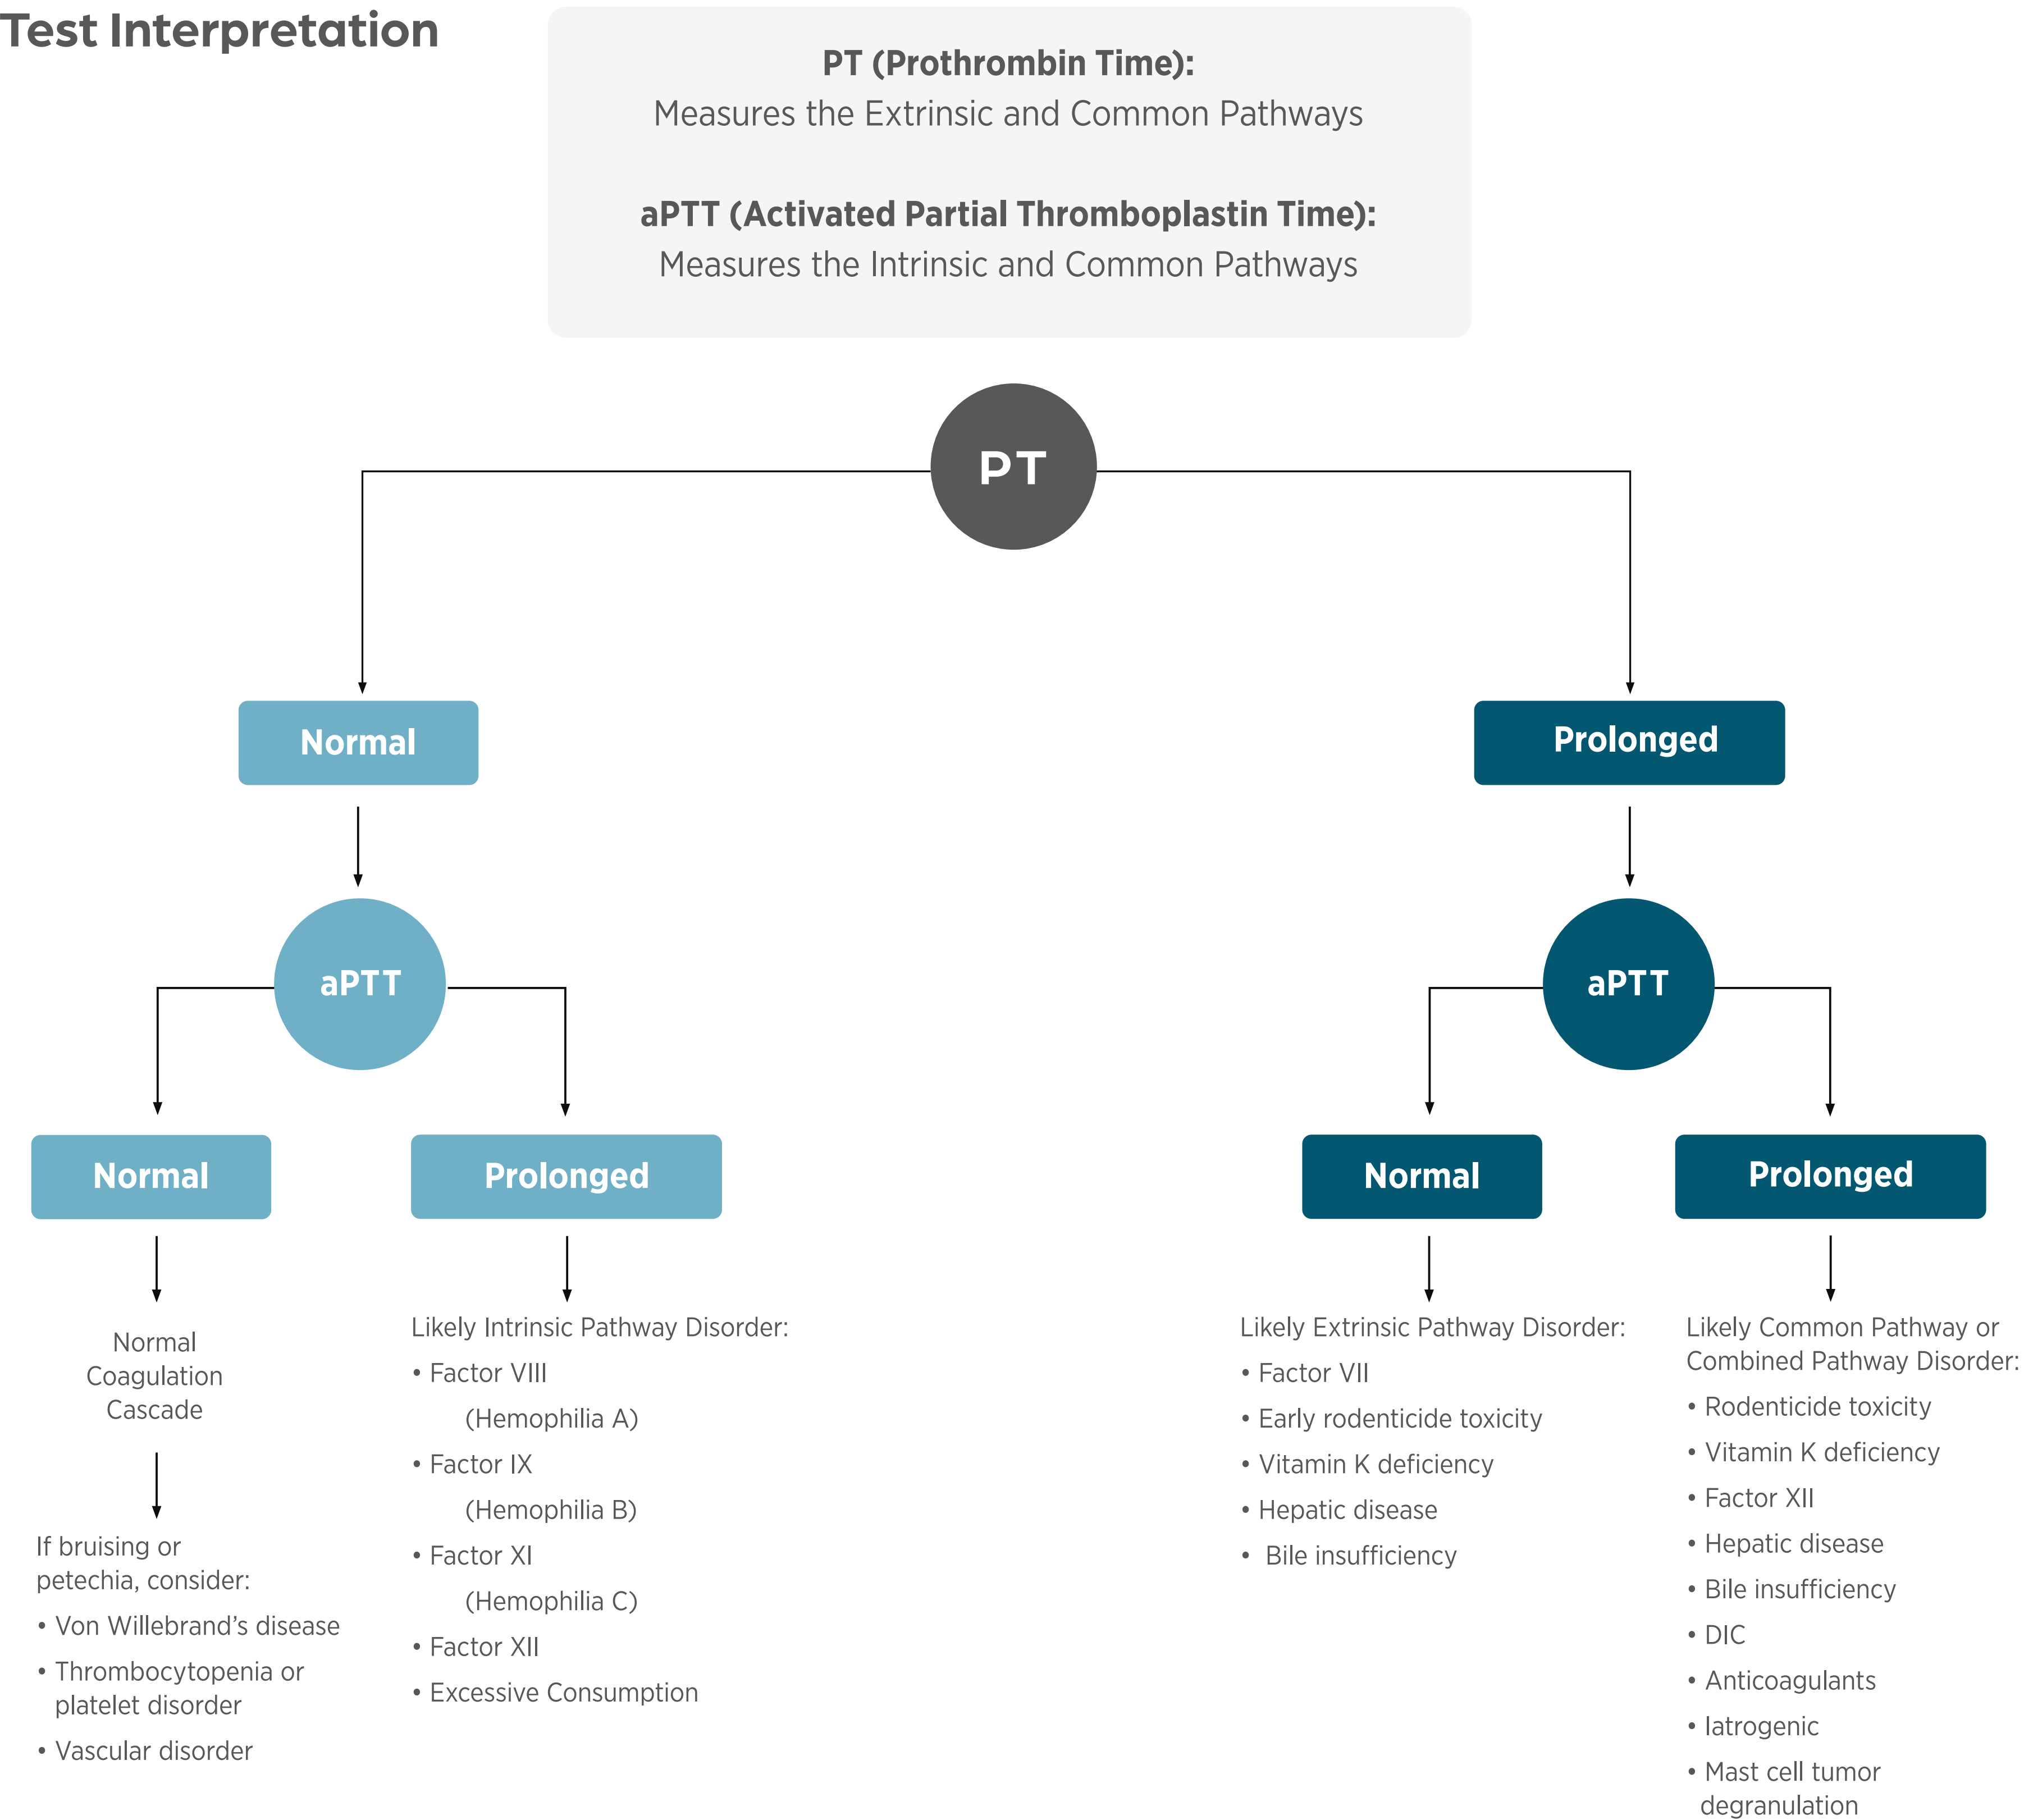 Test Interpretation
PT (Prothrombin Time):
Measures the Extrinsic and Common Pathways
aPTT (Activated Partial Thromboplastin Time):
Measures the Intrinsic and Common Pathways
PT
Normal
Prolonged
aPTT
aPTT
Normal
Prolonged
Normal
Prolonged
Normal
Coagulation
Cascade
If bruising or
petechia, consider:
• Von Willebrand’s disease
• Thrombocytopenia or
platelet disorder
• Vascular disorder
Likely Intrinsic Pathway Disorder:
• Factor VIII
(Hemophilia A)
• Factor IX
(Hemophilia B)
• Factor XI
(Hemophilia C)
• Factor XII
• Excessive Consumption
Likely Extrinsic Pathway Disorder:
• Factor VII
• Early rodenticide toxicity
• Vitamin K deficiency
• Hepatic disease
• Bile insufficiency
Likely Common Pathway or
Combined Pathway Disorder:
• Rodenticide toxicity
• Vitamin K deficiency
• Factor XII
• Hepatic disease
• Bile insufficiency
• DIC
• Anticoagulants
• Iatrogenic
• Mast cell tumor
degranulation